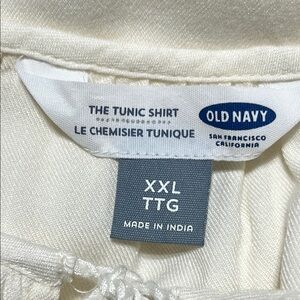 THE TUNIC SHIRT
LE CHEMISIER TUNIQUE
OLD NAVY
SAN FRANCISCO
CALIFORNIA
XXL
TTG
MADE IN INDIA